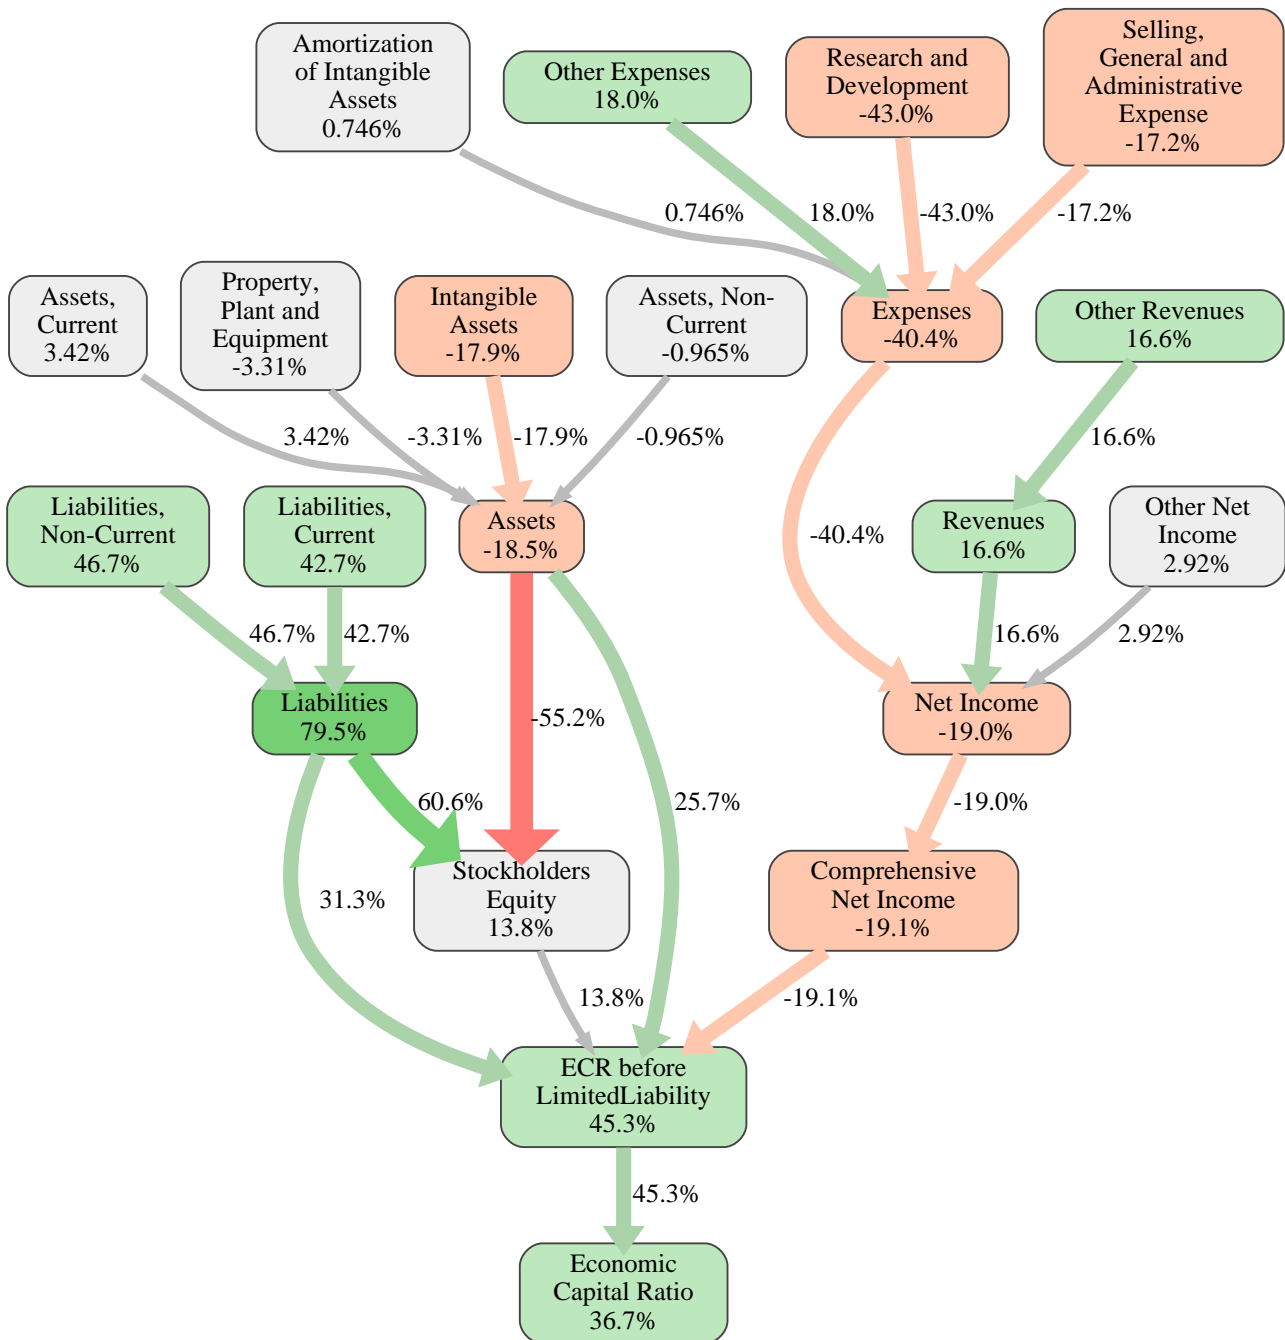 Amortization
of Intangible
Assets
0.746%
Other Expenses
18.0%
Research and
Development
-43.0%
Selling,
General and
Administrative
Expense
-17.2%
0.746%
18.0%
-43.0%
-17.2%
Assets,
Current
3.42%
Property,
Plant and
Equipment
-3.31%
Intangible
Assets
-17.9%
Assets, Non-
Current
-0.965%
Expenses
-40.4%
Other Revenues
16.6%
3.42%
-3.31%
-17.9%
-0.965%
16.6%
Liabilities,
Non-Current
46.7%
Liabilities,
Current
42.7%
Assets
-18.5%
-40.4%
Revenues
16.6%
Other Net
Income
2.92%
46.7%
42.7%
16.6%
2.92%
Liabilities
79.5%
-55.2%
Net Income
-19.0%
60.6%
25.7%
-19.0%
31.3%
Stockholders
Equity
13.8%
Comprehensive
Net Income
-19.1%
13.8%
-19.1%
ECR before
LimitedLiability
45.3%
45.3%
Economic
Capital Ratio
36.7%